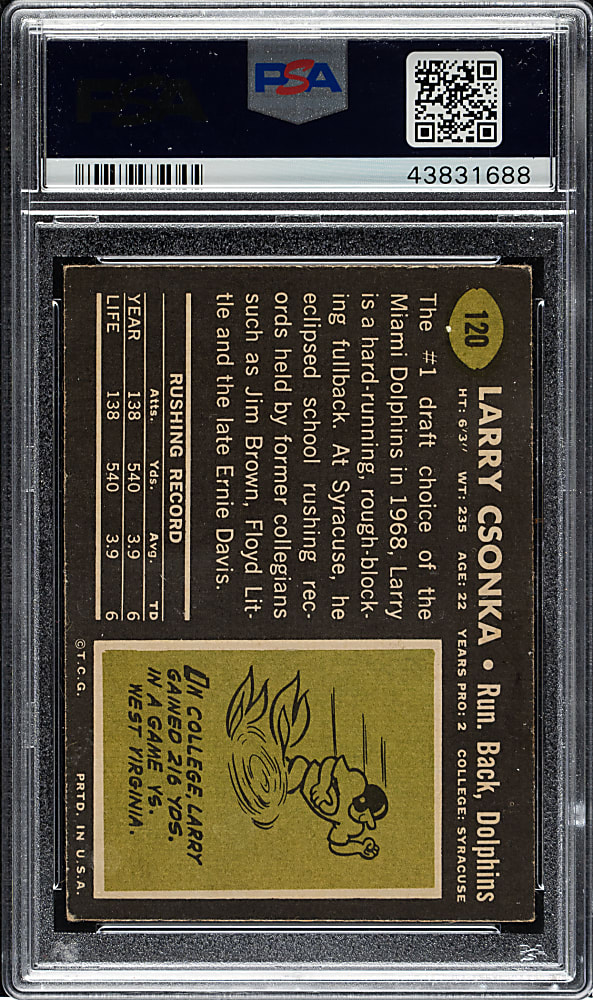 PSA
PSA
43831688
120
LARRY CSONKA • Run. Back, Dolphins
HT: 6'3" WT: 235 AGE: 22 YEARS PRO: 2 COLLEGE: SYRACUSE
The #1 draft choice of the
Miami Dolphins in 1968, Larry
is a hard-running, rough-block-
ing fullback. At Syracuse, he
eclipsed school rushing rec-
ords held by former collegians
such as Jim Brown, Floyd Lit-
tle and the late Ernie Davis.
RUSHING RECORD
Atts. Yds. Avg. TD
YEAR 138 540 3.9 6
LIFE 138 540 3.9 6
IN COLLEGE, LARRY
GAINED 216 YDS.
IN A GAME VS.
WEST VIRGINIA.
© T.C.G. PRTD. IN U.S.A.